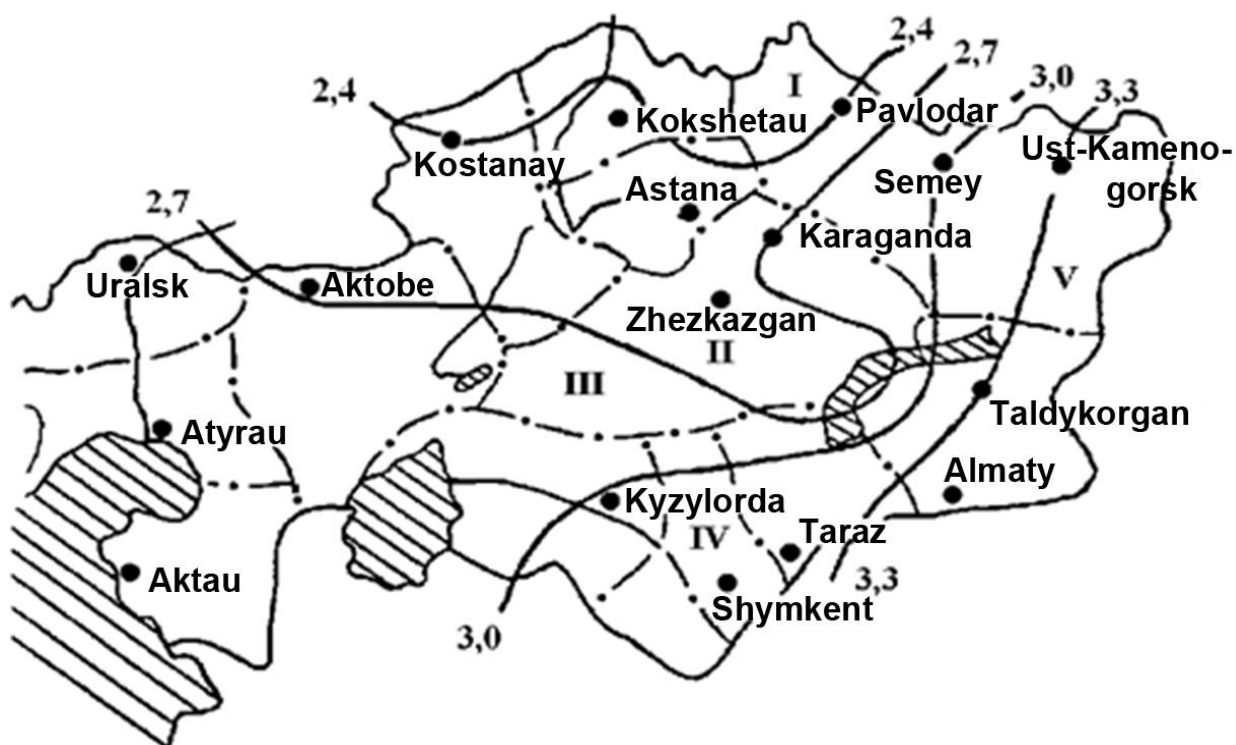 2,4
2,4
I
2,7
3,0
3,3
Kokshetau
Pavlodar
Kostanay
Ust-Kameno-
gorsk
Semey
Astana
2,7
Karaganda
Uralsk
Aktobe
V
Zhezkazgan
II
III
Taldykorgan
Atyrau
Almaty
Kyzylorda
Taraz
IV
Aktau
3,3
Shymkent
3,0